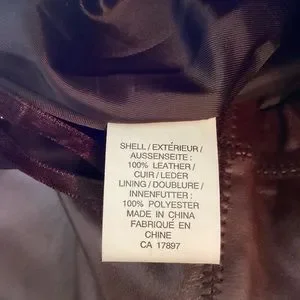 SHELL / EXTÉRIEUR /
AUSSENSEITE :
100% LEATHER /
CUIR / LEDER
LINING / DOUBLURE /
INNENFUTTER :
100% POLYESTER
MADE IN CHINA
FABRIQUÉ EN
CHINE
CA 17897